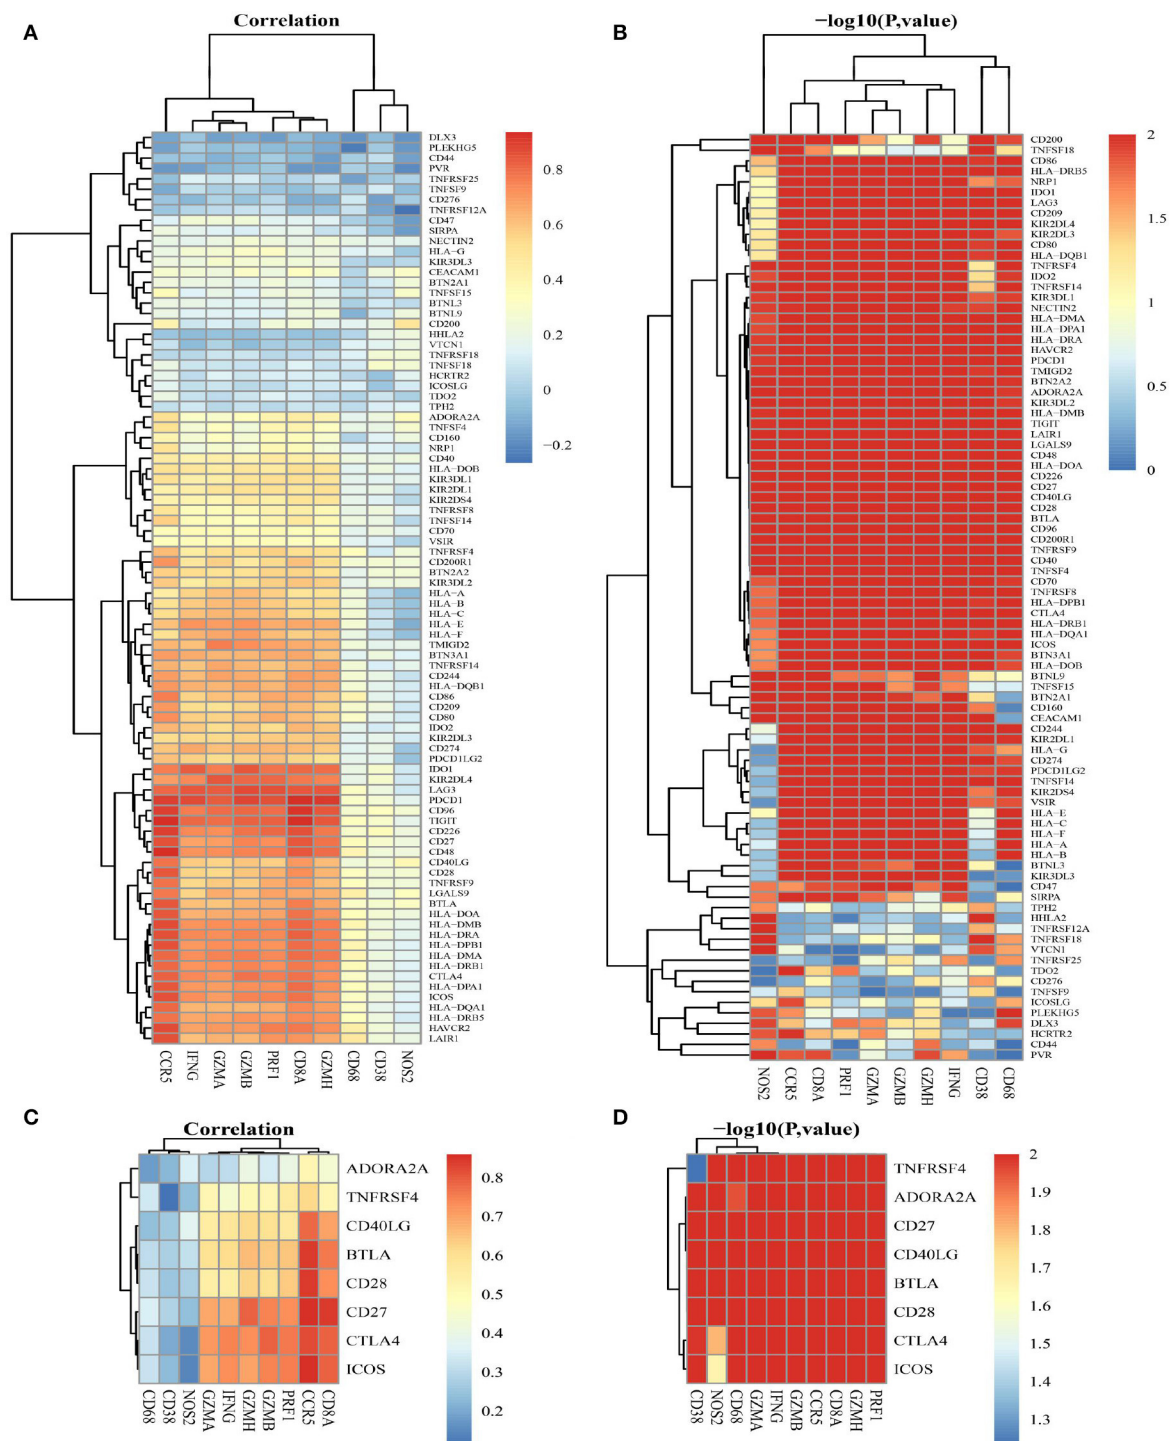 A
Correlation
DLX3
PLEKHG5
CD44
PVR
TNFRSF25
TNFSF9
CD276
TNFRSF12A
CD47
SIRPA
NECTIN2
HLA-G
KIR3DL3
CEACAM1
BTN2A1
TNFSF15
BTNL3
BTNL9
CD200
HHLA2
VTCN1
TNFRSF18
TNFSF18
HCRTR2
ICOSLG
TDO2
TPH2
ADORA2A
TNFSF4
CD160
NRP1
CD40
HLA-DOB
KIR3DL1
KIR2DL1
KIR2DS4
TNFRSF8
TNFSF14
CD70
VSIR
TNFRSF4
CD200R1
BTN2A2
KIR3DL2
HLA-A
HLA-B
HLA-C
HLA-E
HLA-F
TMIGD2
BTN3A1
TNFRSF14
CD244
HLA-DQB1
CD86
CD209
CD80
IDO2
KIR2DL3
CD274
PDCD1LG2
IDO1
KIR2DL4
LAG3
PDCD1
CD96
TIGIT
CD226
CD27
CD48
CD40LG
CD28
TNFRSF9
LGALS9
BTLA
HLA-DOA
HLA-DMB
HLA-DRA
HLA-DPB1
HLA-DMA
HLA-DRB1
CTLA4
HLA-DPA1
ICOS
HLA-DQA1
HLA-DRB5
HAVCR2
LAIR1
CCR5
IFNG
GZMA
GZMB
PRF1
CD8A
GZMH
CD68
CD38
NOS2
0.8
0.6
0.4
0.2
0
−0.2
B
−log10(P,value)
CD200
TNFSF18
CD86
HLA-DRB5
NRP1
IDO1
LAG3
CD209
KIR2DL4
KIR2DL3
CD80
HLA-DQB1
TNFRSF4
IDO2
TNFRSF14
KIR3DL1
NECTIN2
HLA-DMA
HLA-DPA1
HLA-DRA
HAVCR2
PDCD1
TMIGD2
BTN2A2
ADORA2A
KIR3DL2
HLA-DMB
TIGIT
LAIR1
LGALS9
CD48
HLA-DOA
CD226
CD27
CD40LG
CD28
BTLA
CD96
CD200R1
TNFRSF9
CD40
TNFSF4
CD70
TNFRSF8
HLA-DPB1
CTLA4
HLA-DRB1
HLA-DQA1
ICOS
BTN3A1
HLA-DOB
BTNL9
TNFSF15
BTN2A1
CD160
CEACAM1
CD244
KIR2DL1
HLA-G
CD274
PDCD1LG2
TNFSF14
KIR2DS4
VSIR
HLA-E
HLA-C
HLA-F
HLA-A
HLA-B
BTNL3
KIR3DL3
CD47
SIRPA
TPH2
HHLA2
TNFRSF12A
TNFRSF18
VTCN1
TNFRSF25
TDO2
CD276
TNFSF9
ICOSLG
PLEKHG5
DLX3
HCRTR2
CD44
PVR
NOS2
CCR5
CD8A
PRF1
GZMA
GZMB
GZMH
IFNG
CD38
CD68
2
1.5
1
0.5
0
C
Correlation
ADORA2A
TNFRSF4
CD40LG
BTLA
CD28
CD27
CTLA4
ICOS
CD68
CD38
NOS2
GZMA
IFNG
GZMH
GZMB
PRF1
CCR5
CD8A
0.8
0.7
0.6
0.5
0.4
0.3
0.2
D
−log10(P,value)
TNFRSF4
ADORA2A
CD27
CD40LG
BTLA
CD28
CTLA4
ICOS
CD38
NOS2
CD68
GZMA
IFNG
GZMB
CCR5
CD8A
GZMH
PRF1
2
1.9
1.8
1.7
1.6
1.5
1.4
1.3